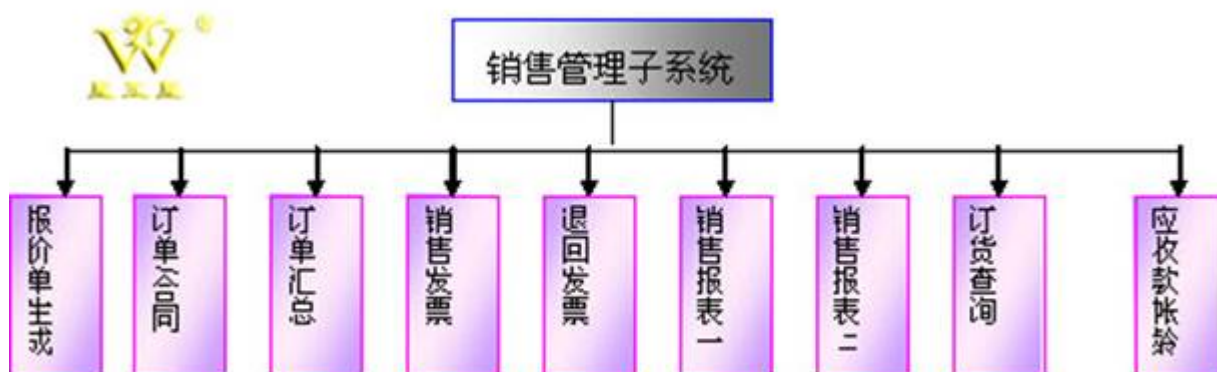 销售管理子系统
报价单生成
订单合同
订单汇总
销售发票
退回发票
销售报表一
销售报表二
订货查询
应收款帐龄